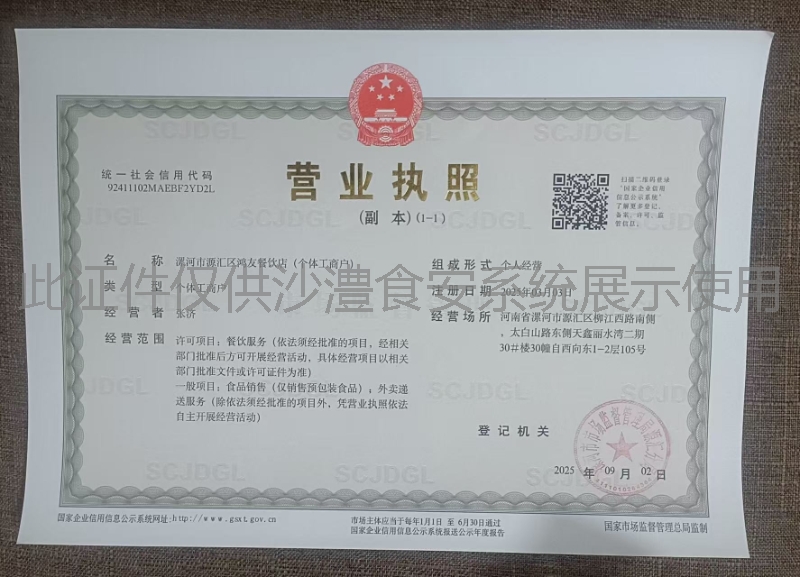 统一社会信用代码
92411102MAEBF2YD2L
营业执照
(副 本)(1-1)
扫描二维码登录
“国家企业信用
信息公示系统”
了解更多登记、
备案、许可、监
管信息。
名 称 漯河市源汇区鸿友餐饮店（个体工商户）
类 型 个体工商户
经 营 者 张济
经 营 范 围 许可项目：餐饮服务（依法须经批准的项目，经相关
部门批准后方可开展经营活动，具体经营项目以相关
部门批准文件或许可证件为准）
一般项目：食品销售（仅销售预包装食品）；外卖递
送服务（除依法须经批准的项目外，凭营业执照依法
自主开展经营活动）
组 成 形 式 个人经营
注 册 日 期 2025年03月03日
经 营 场 所 河南省漯河市源汇区柳江西路南侧
、太白山路东侧天鑫丽水湾二期
30#楼30幢自西向东1-2层105号
此证件仅供沙澧食安系统展示使用
登 记 机 关
2025 年 09 月 02 日
国家企业信用信息公示系统网址:http://www.gsxt.gov.cn
市场主体应当于每年1月1日 至 6月30日通过
国家企业信用信息公示系统报送公示年度报告
国家市场监督管理总局监制
SCJDGL
SCJDGL
SCJDGL
SCJDGL
SCJDGL
SCJDGL